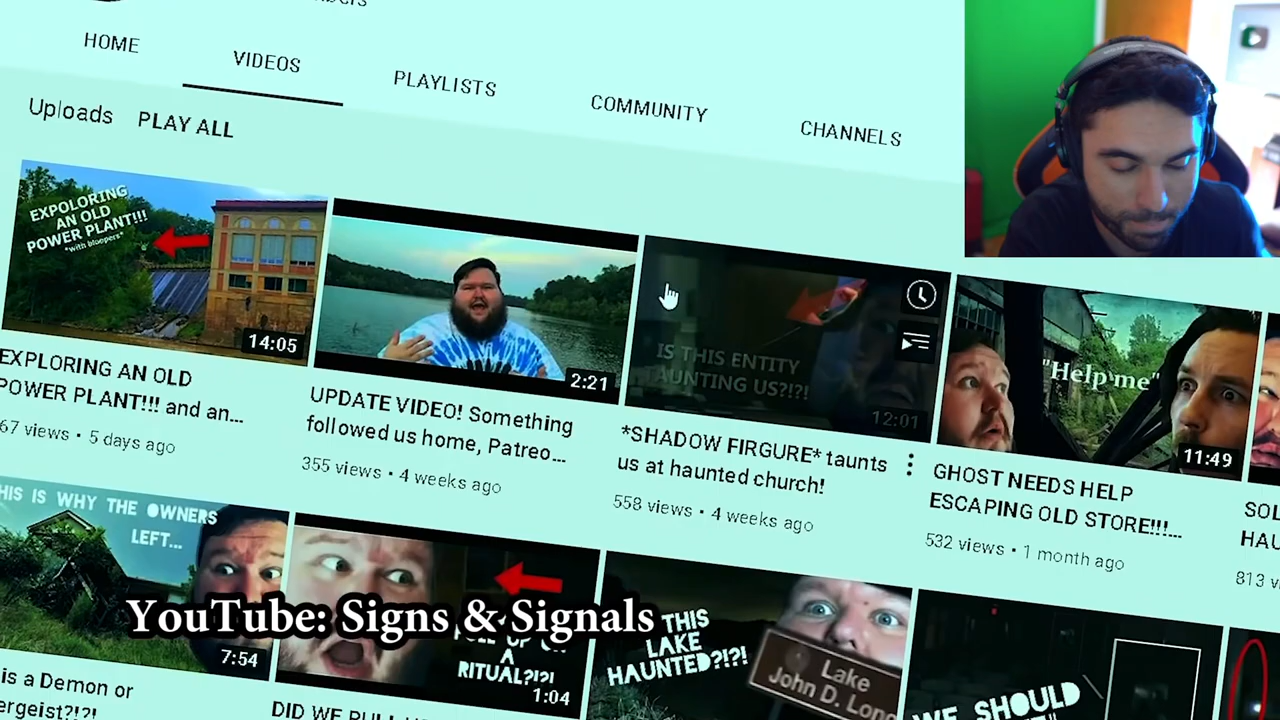 HOME
VIDEOS
PLAYLISTS
COMMUNITY
CHANNELS
Uploads
PLAY ALL
EXPOLORING
AN OLD
POWER PLANT!!!
*with bloopers*
14:05
2:21
IS THIS ENTITY
AUNTING US?!?!
12:01
"Help me"
11:49
EXPLORING AN OLD
POWER PLANT!!! and an...
67 views • 5 days ago
UPDATE VIDEO! Something
followed us home, Patreo...
355 views • 4 weeks ago
*SHADOW FIRGURE* taunts
us at haunted church!
558 views • 4 weeks ago
GHOST NEEDS HELP
ESCAPING OLD STORE!!!...
532 views • 1 month ago
SOL
HAU
813 v
HIS IS WHY THE OWNERS
LEFT...
7:54
A
RITUAL?!?!
1:04
THIS
LAKE
HAUNTED?!?!
Lake
John D. Long
WE SHOULD
YouTube: Signs & Signals
is a Demon or
ergeist?!?!